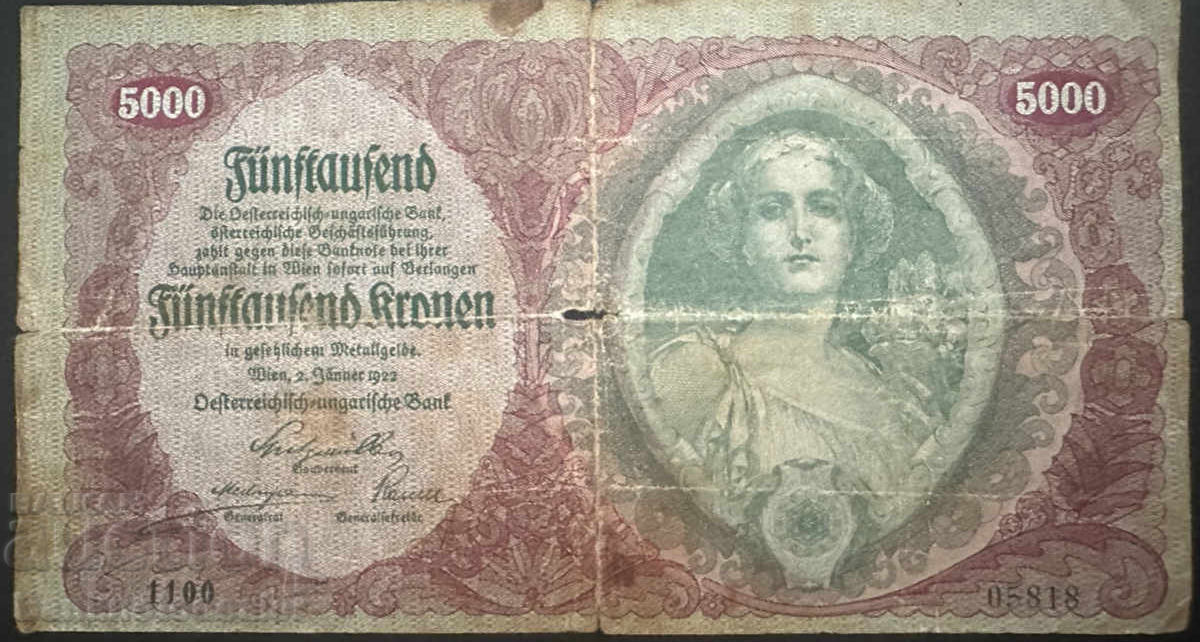 5000
5000
Fünftausend
Die Oesterreichisch-ungarische Bank,
österreichische Geschäftsführung,
zahlt gegen diese Banknote bei ihrer
Hauptanstalt in Wien sofort auf Verlangen
Fünftausend Kronen
in gesetzlichem Metallgelde.
Wien, 2. Jänner 1922
Oesterreichisch-ungarische Bank
Gouverneur
Generalrat Generalsekretär
1100
05818